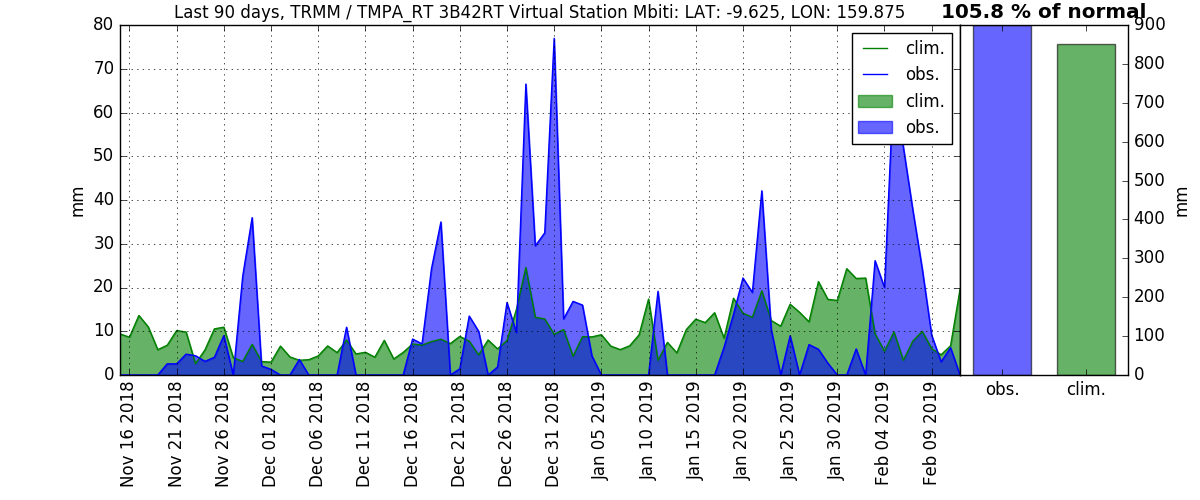 Last 90 days, TRMM / TMPA_RT 3B42RT Virtual Station Mbiti: LAT: -9.625, LON: 159.875
105.8 % of normal
80
70
60
50
40
30
20
10
0
mm
clim.
obs.
clim.
obs.
Nov 16 2018
Nov 21 2018
Nov 26 2018
Dec 01 2018
Dec 06 2018
Dec 11 2018
Dec 16 2018
Dec 21 2018
Dec 26 2018
Dec 31 2018
Jan 05 2019
Jan 10 2019
Jan 15 2019
Jan 20 2019
Jan 25 2019
Jan 30 2019
Feb 04 2019
Feb 09 2019
900
800
700
600
500
400
300
200
100
0
mm
obs.
clim.